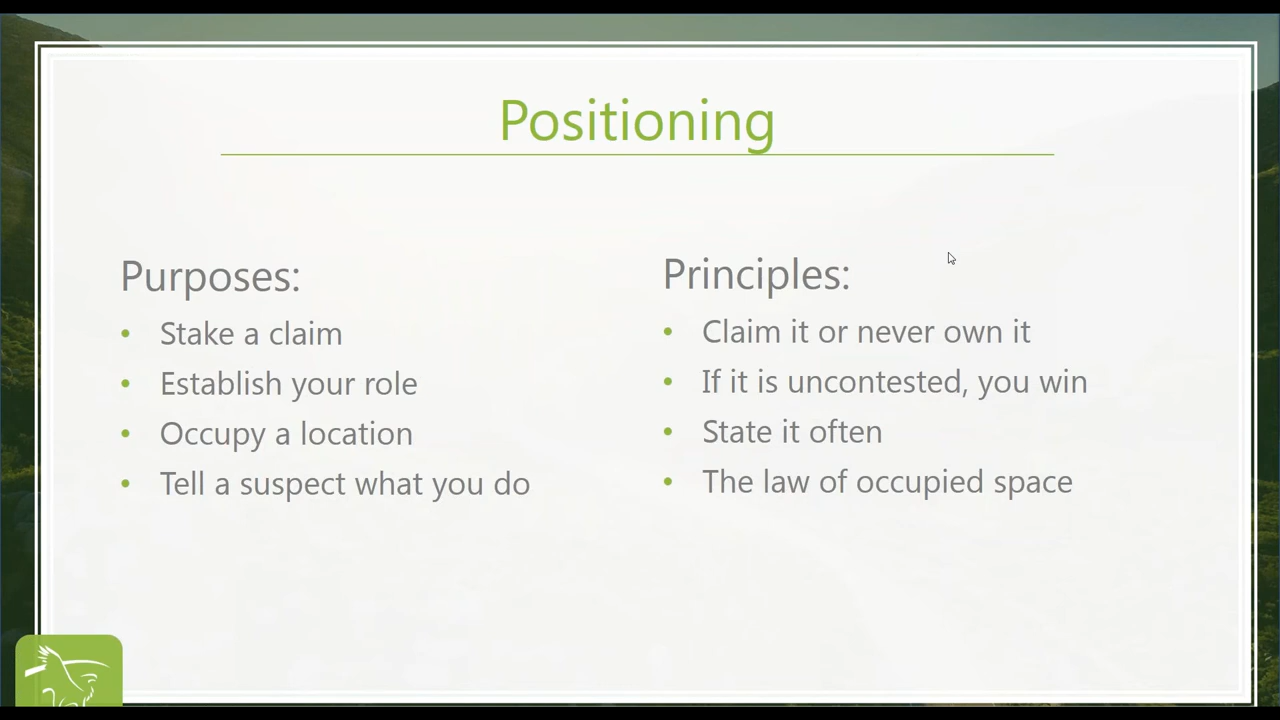 Positioning
Purposes:
• Stake a claim
• Establish your role
• Occupy a location
• Tell a suspect what you do
Principles:
• Claim it or never own it
• If it is uncontested, you win
• State it often
• The law of occupied space